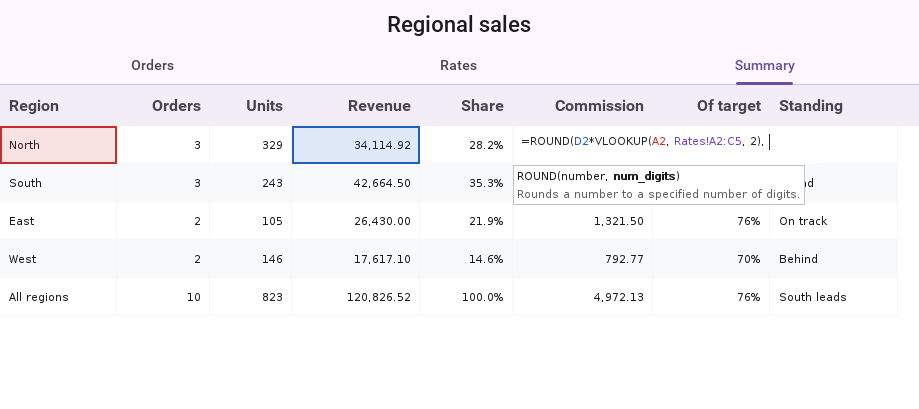 Regional sales
Orders Rates Summary
Region Orders Units Revenue Share Commission Of target Standing
North 3 329 34,114.92 28.2% =ROUND(D2*VLOOKUP(A2, Rates!A2:C5, 2),
South 3 243 42,664.50 35.3%
ROUND(number, num_digits)
Rounds a number to a specified number of digits.
East 2 105 26,430.00 21.9% 1,321.50 76% On track
West 2 146 17,617.10 14.6% 792.77 70% Behind
All regions 10 823 120,826.52 100.0% 4,972.13 76% South leads